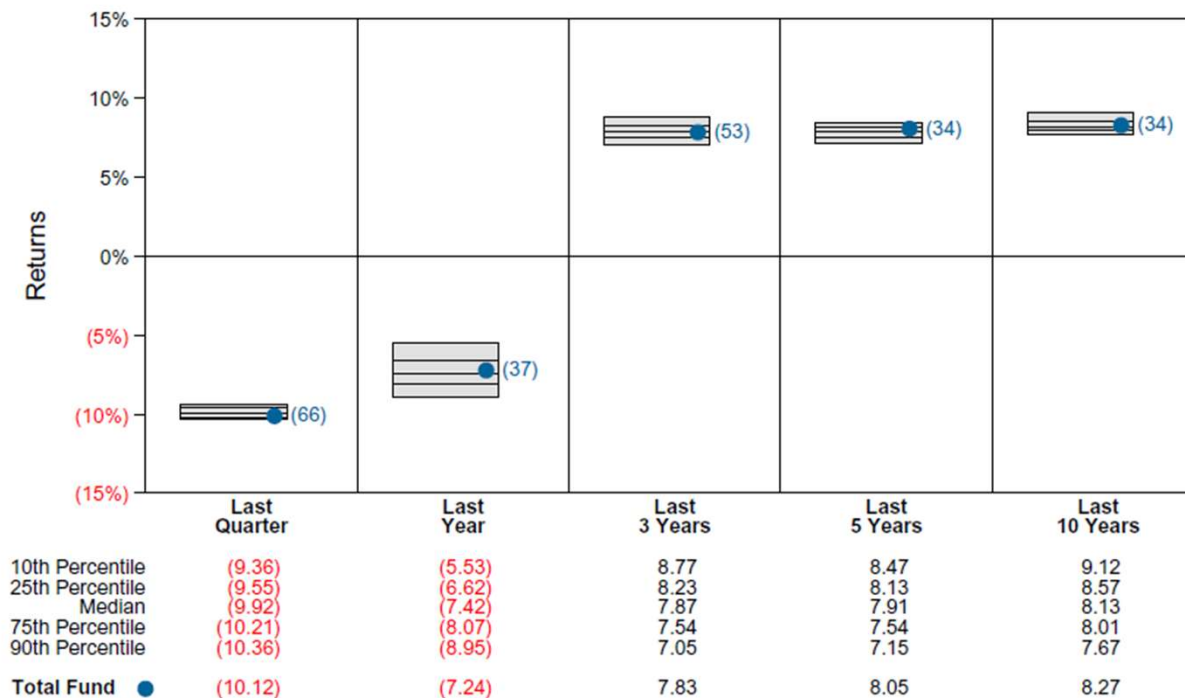 15%
10%
5%
0%
(5%)
(10%)
(15%)
Returns
(66)
(37)
(53)
(34)
(34)
Last Quarter
Last Year
Last 3 Years
Last 5 Years
Last 10 Years
10th Percentile (9.36) (5.53) 8.77 8.47 9.12
25th Percentile (9.55) (6.62) 8.23 8.13 8.57
Median (9.92) (7.42) 7.87 7.91 8.13
75th Percentile (10.21) (8.07) 7.54 7.54 8.01
90th Percentile (10.36) (8.95) 7.05 7.15 7.67
Total Fund (10.12) (7.24) 7.83 8.05 8.27